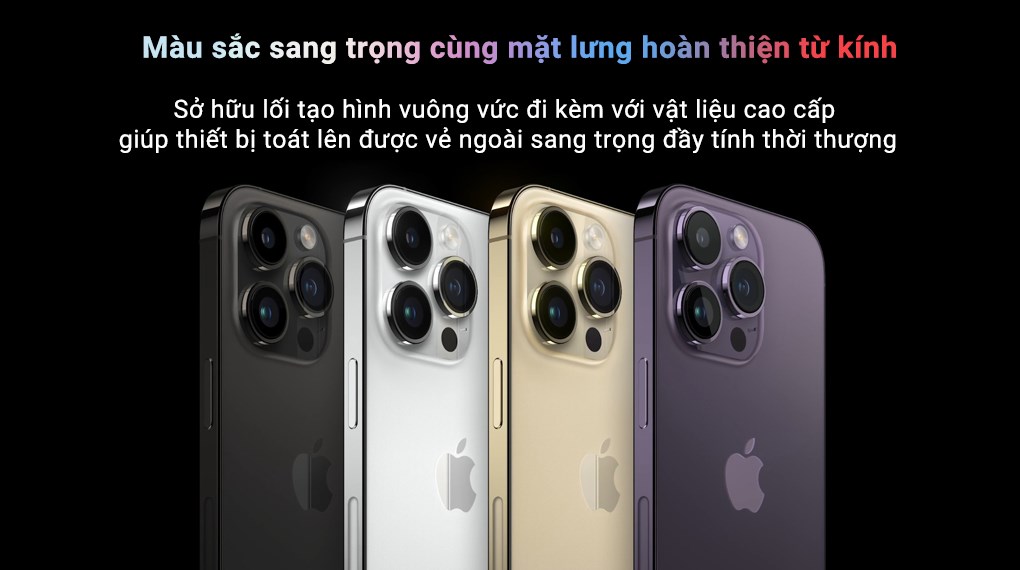 Màu sắc sang trọng cùng mặt lưng hoàn thiện từ kính
Sở hữu lối tạo hình vuông vức đi kèm với vật liệu cao cấp
giúp thiết bị toát lên được vẻ ngoài sang trọng đầy tính thời thượng